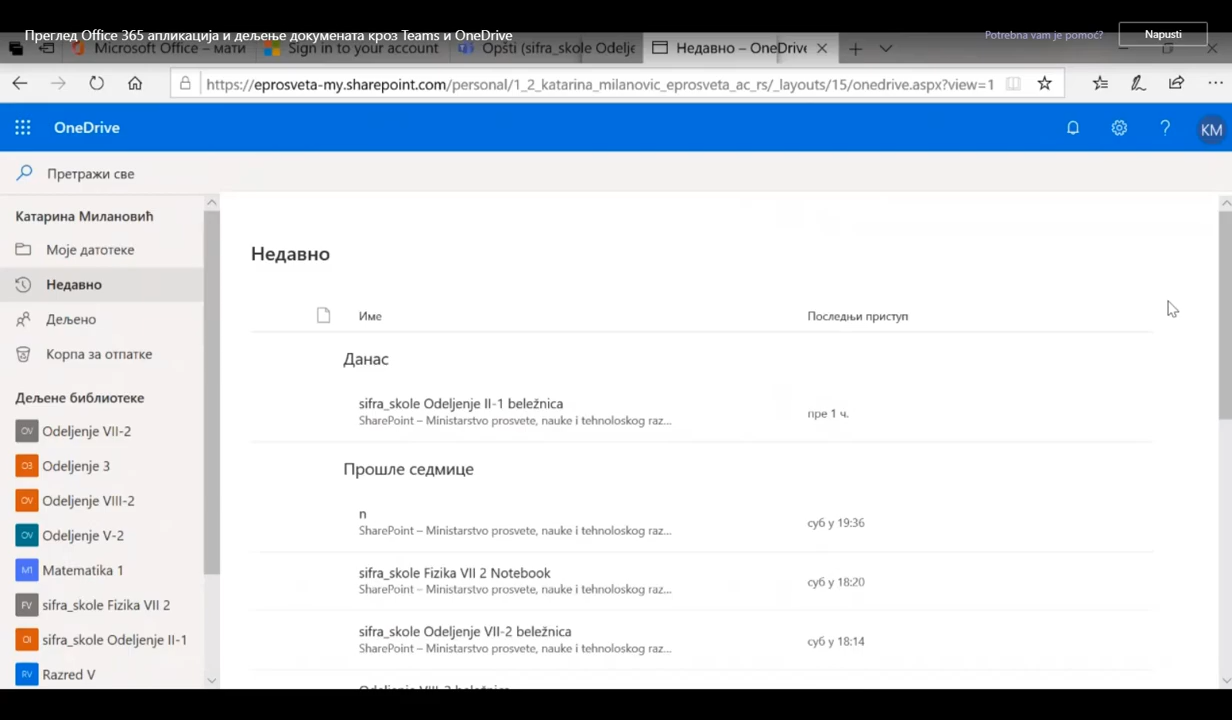 Преглед Office 365 апликација и дељење докумената кроз Teams и OneDrive
Potrebna vam je pomoć?
Napusti
Microsoft Office – мати
Sign in to your account
Opšti (sifra_skole Odelje
Недавно – OneDrive
https://eprosveta-my.sharepoint.com/personal/1_2_katarina_milanovic_eprosveta_ac_rs/_layouts/15/onedrive.aspx?view=1
OneDrive
KM
Претражи све
Катарина Милановић
Моје датотеке
Недавно
Дељено
Корпа за отпатке
Дељене библиотеке
OV Odeljenje VII-2
O3 Odeljenje 3
OV Odeljenje VIII-2
OV Odeljenje V-2
M1 Matematika 1
FV sifra_skole Fizika VII 2
OI sifra_skole Odeljenje II-1
RV Razred V
Недавно
Име
Последњи приступ
Данас
sifra_skole Odeljenje II-1 beležnica
SharePoint – Ministarstvo prosvete, nauke i tehnoloskog raz...
пре 1 ч.
Прошле седмице
n
SharePoint – Ministarstvo prosvete, nauke i tehnoloskog raz...
суб у 19:36
sifra_skole Fizika VII 2 Notebook
SharePoint – Ministarstvo prosvete, nauke i tehnoloskog raz...
суб у 18:20
sifra_skole Odeljenje VII-2 beležnica
SharePoint – Ministarstvo prosvete, nauke i tehnoloskog raz...
суб у 18:14